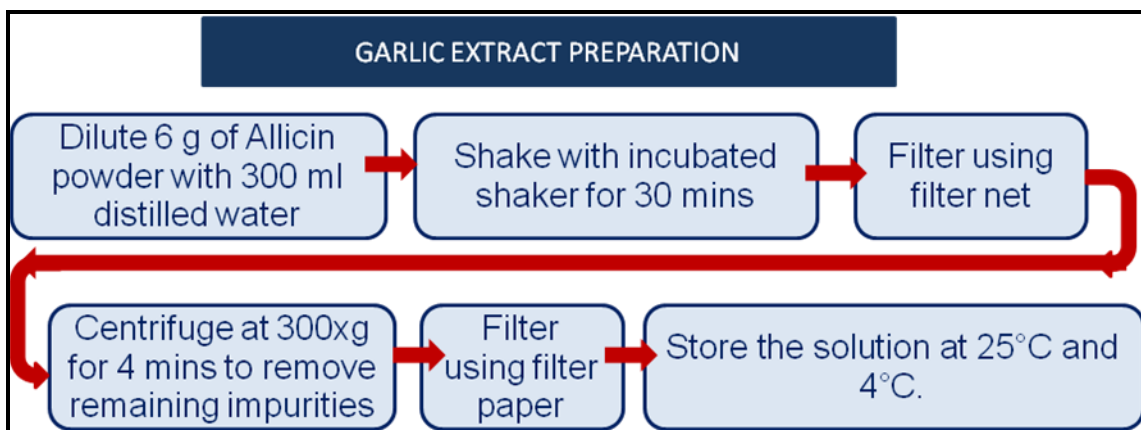 GARLIC EXTRACT PREPARATION
Dilute 6 g of Allicin
powder with 300 ml
distilled water
Shake with incubated
shaker for 30 mins
Filter using
filter net
Centrifuge at 300xg
for 4 mins to remove
remaining impurities
Filter
using filter
paper
Store the solution at 25°C and
4°C.